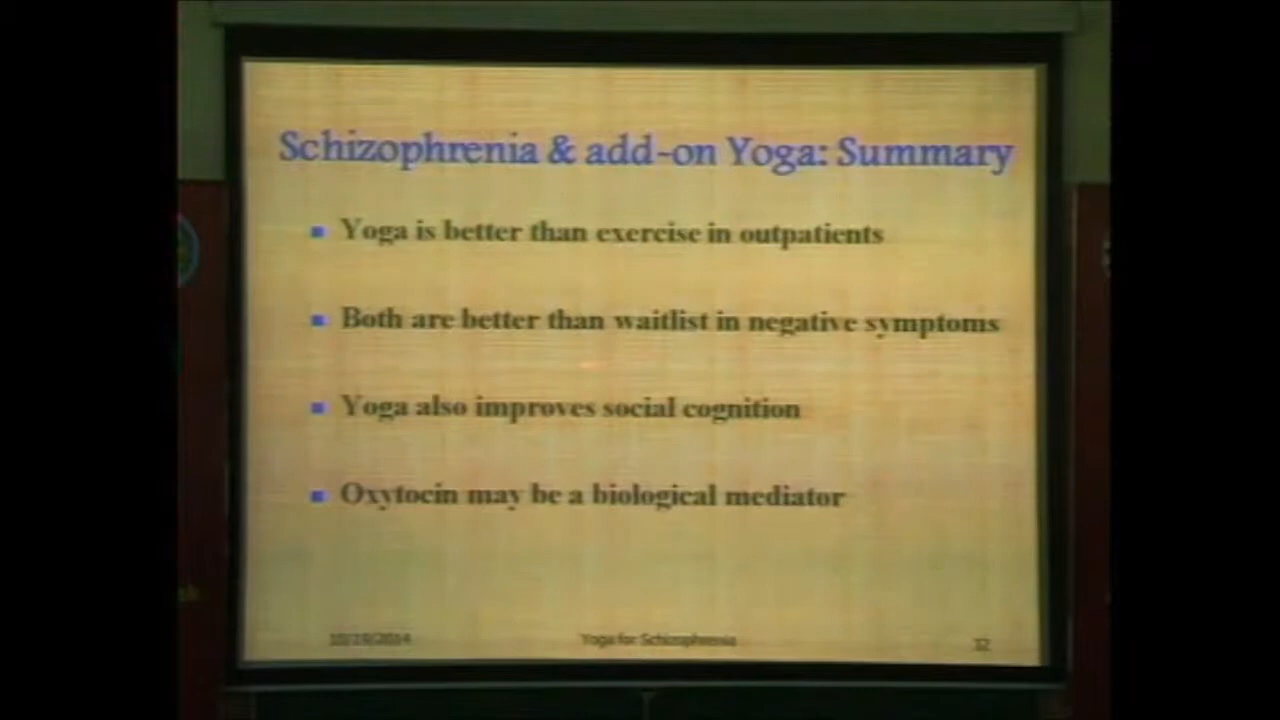 Schizophrenia & add-on Yoga: Summary
Yoga is better than exercise in outpatients
Both are better than waitlist in negative symptoms
Yoga also improves social cognition
Oxytocin may be a biological mediator
Yoga for Schizophrenia